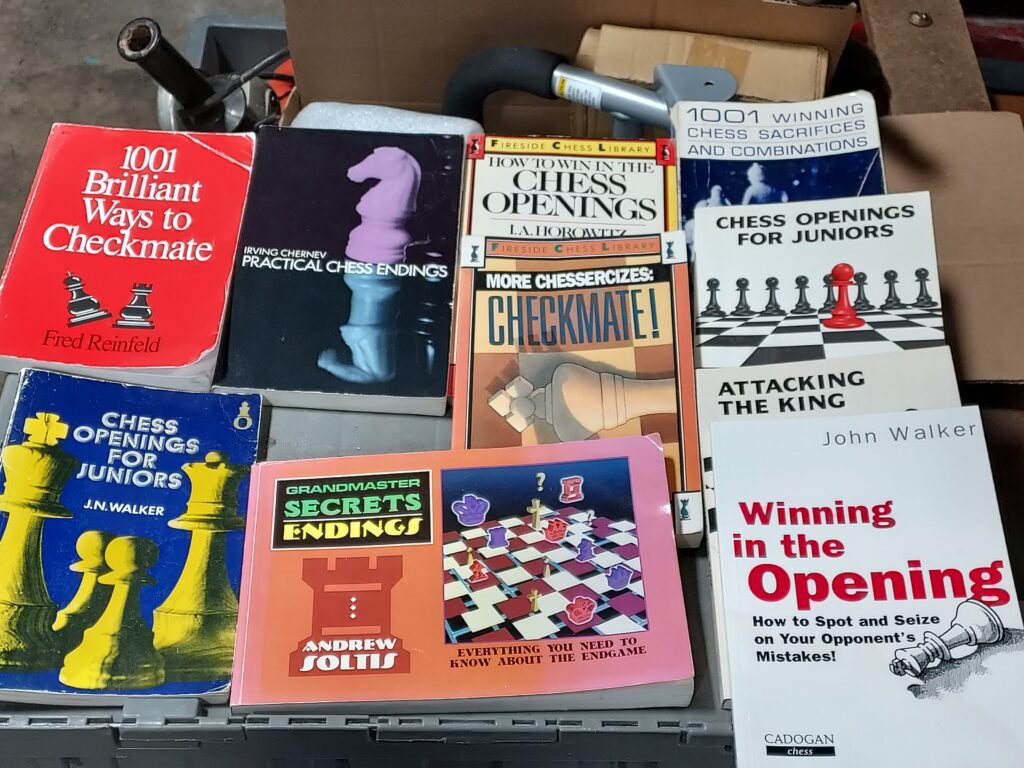 1001
Brilliant
Ways to
Checkmate
Fred Reinfeld
IRVING CHERNEV
PRACTICAL CHESS ENDINGS
FIRESIDE CHESS LIBRARY
HOW TO WIN IN THE
CHESS
OPENINGS
I.A. HOROWITZ
1001 WINNING
CHESS SACRIFICES
AND COMBINATIONS
CHESS OPENINGS
FOR JUNIORS
FIRESIDE CHESS LIBRARY
MORE CHESSERCIZES:
CHECKMATE!
ATTACKING
THE KING
CHESS
OPENINGS
FOR
JUNIORS
J.N. WALKER
GRANDMASTER
SECRETS
ENDINGS
?
ANDREW
SOLTIS
EVERYTHING YOU NEED TO
KNOW ABOUT THE ENDGAME
John Walker
Winning
in the
Opening
How to Spot and Seize
on Your Opponent's
Mistakes!
CADOGAN
chess